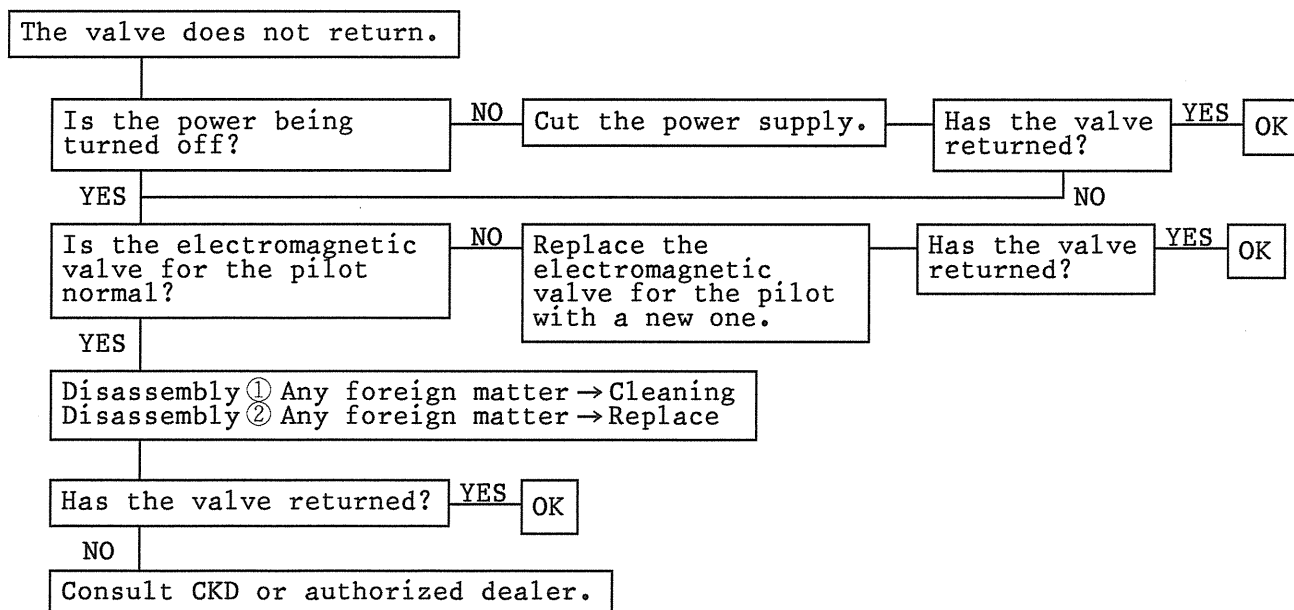 The valve does not return.
Is the power being
turned off?
NO
Cut the power supply.
Has the valve
returned?
YES
OK
YES
NO
Is the electromagnetic
valve for the pilot
normal?
NO
Replace the
electromagnetic
valve for the pilot
with a new one.
Has the valve
returned?
YES
OK
YES
Disassembly ① Any foreign matter → Cleaning
Disassembly ② Any foreign matter → Replace
Has the valve returned?
YES
OK
NO
Consult CKD or authorized dealer.